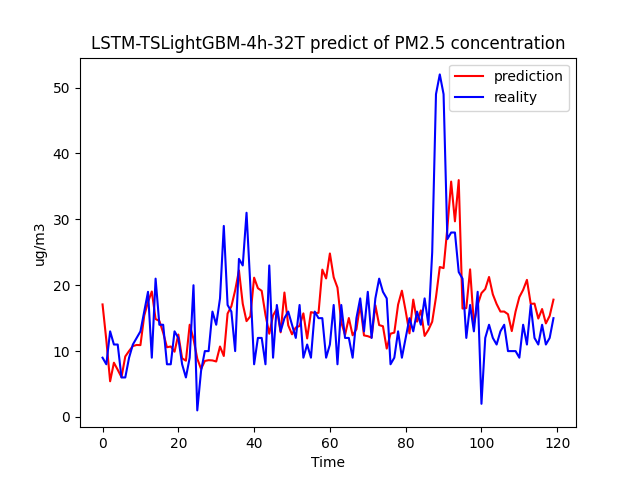 LSTM-TSLightGBM-4h-32T predict of PM2.5 concentration
prediction
reality
50
40
30
20
10
0
ug/m3
0 20 40 60 80 100 120
Time